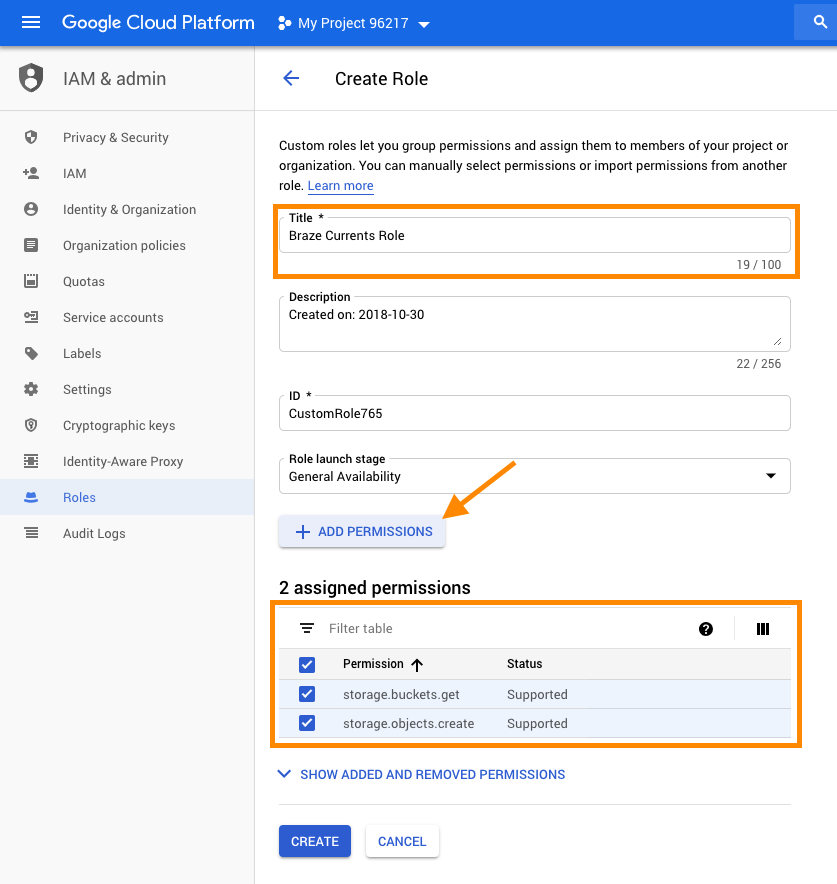 Google Cloud Platform
My Project 96217
IAM & admin
Create Role
Privacy & Security
IAM
Identity & Organization
Organization policies
Quotas
Service accounts
Labels
Settings
Cryptographic keys
Identity-Aware Proxy
Roles
Audit Logs
Custom roles let you group permissions and assign them to members of your project or
organization. You can manually select permissions or import permissions from another
role. Learn more
Title *
Braze Currents Role
19 / 100
Description
Created on: 2018-10-30
22 / 256
ID *
CustomRole765
Role launch stage
General Availability
ADD PERMISSIONS
2 assigned permissions
Filter table
Permission Status
storage.buckets.get Supported
storage.objects.create Supported
SHOW ADDED AND REMOVED PERMISSIONS
CREATE CANCEL